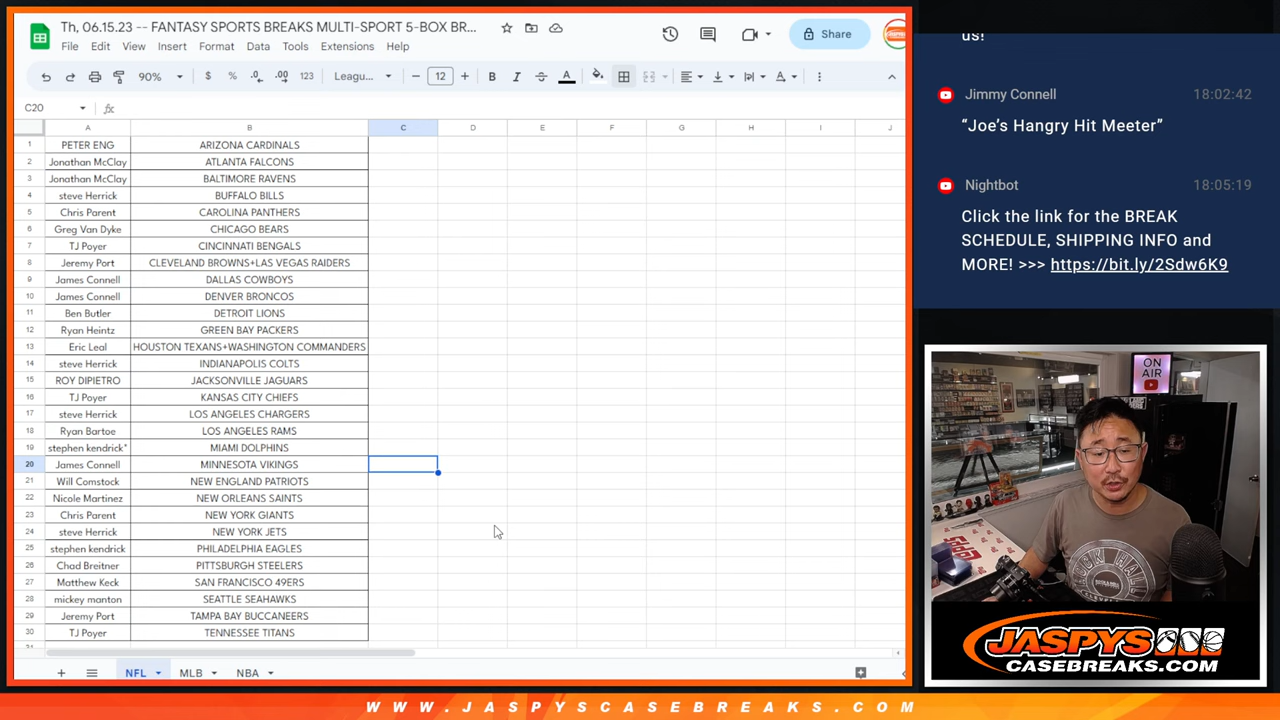 Th, 06.15.23 -- FANTASY SPORTS BREAKS MULTI-SPORT 5-BOX BR...
File Edit View Insert Format Data Tools Extensions Help
Share
90% $ % .0 .00 123 Leagu... − 12 + B I A
C20 fx
A B C D E F G H I J
1 PETER ENG ARIZONA CARDINALS
2 Jonathan McClay ATLANTA FALCONS
3 Jonathan McClay BALTIMORE RAVENS
4 steve Herrick BUFFALO BILLS
5 Chris Parent CAROLINA PANTHERS
6 Greg Van Dyke CHICAGO BEARS
7 TJ Poyer CINCINNATI BENGALS
8 Jeremy Port CLEVELAND BROWNS+LAS VEGAS RAIDERS
9 James Connell DALLAS COWBOYS
10 James Connell DENVER BRONCOS
11 Ben Butler DETROIT LIONS
12 Ryan Heintz GREEN BAY PACKERS
13 Eric Leal HOUSTON TEXANS+WASHINGTON COMMANDERS
14 steve Herrick INDIANAPOLIS COLTS
15 ROY DIPIETRO JACKSONVILLE JAGUARS
16 TJ Poyer KANSAS CITY CHIEFS
17 steve Herrick LOS ANGELES CHARGERS
18 Ryan Bartoe LOS ANGELES RAMS
19 stephen kendrick* MIAMI DOLPHINS
20 James Connell MINNESOTA VIKINGS
21 Will Comstock NEW ENGLAND PATRIOTS
22 Nicole Martinez NEW ORLEANS SAINTS
23 Chris Parent NEW YORK GIANTS
24 steve Herrick NEW YORK JETS
25 stephen kendrick PHILADELPHIA EAGLES
26 Chad Breitner PITTSBURGH STEELERS
27 Matthew Keck SAN FRANCISCO 49ERS
28 mickey manton SEATTLE SEAHAWKS
29 Jeremy Port TAMPA BAY BUCCANEERS
30 TJ Poyer TENNESSEE TITANS
NFL MLB NBA
us!
Jimmy Connell 18:02:42
“Joe’s Hangry Hit Meeter”
Nightbot 18:05:19
Click the link for the BREAK
SCHEDULE, SHIPPING INFO and
MORE! >>> https://bit.ly/2Sdw6K9
ON
AIR
JASPYS
CASEBREAKS.COM
WWW.JASPYSCASEBREAKS.COM